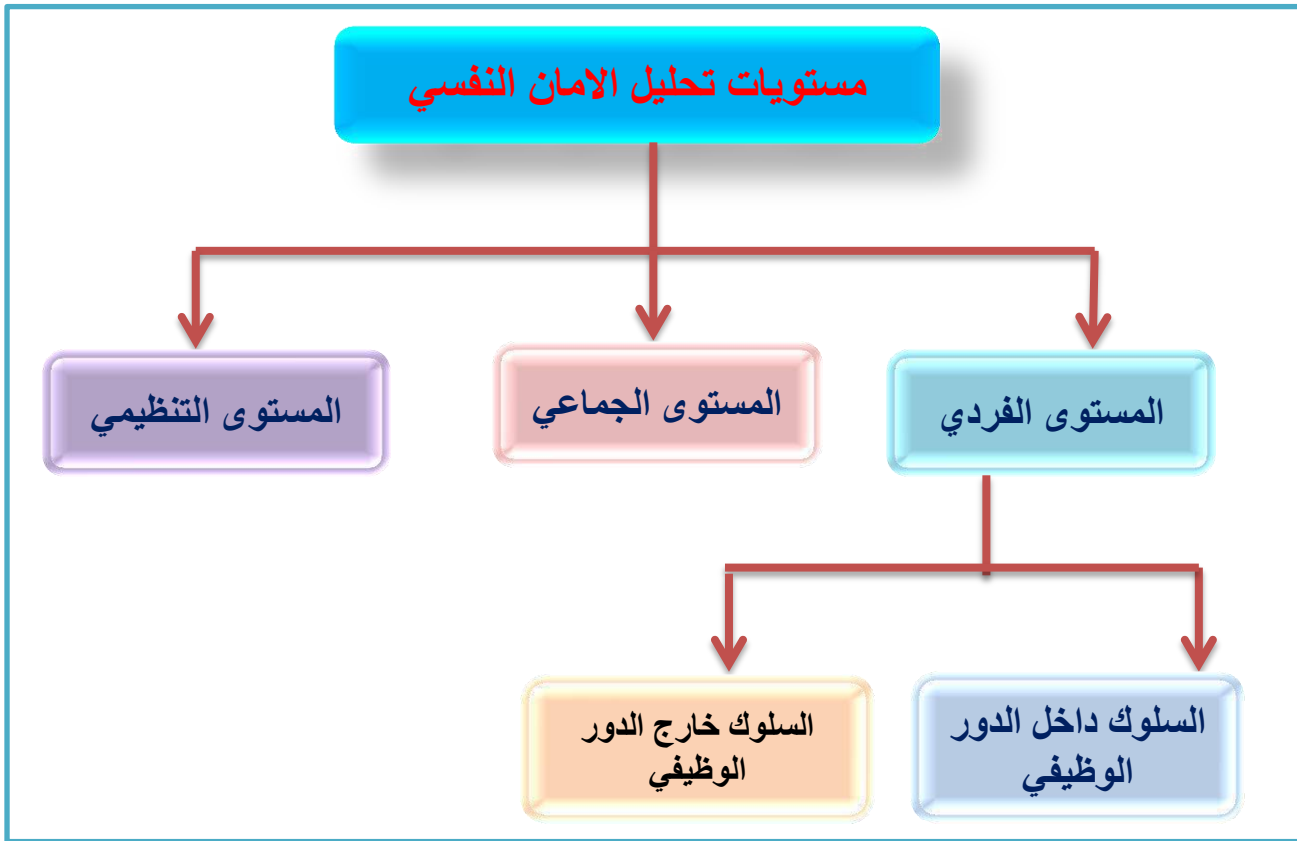 مستويات تحليل الامان النفسي
المستوى الفردي
المستوى الجماعي
المستوى التنظيمي
السلوك داخل الدور
الوظيفي
السلوك خارج الدور
الوظيفي